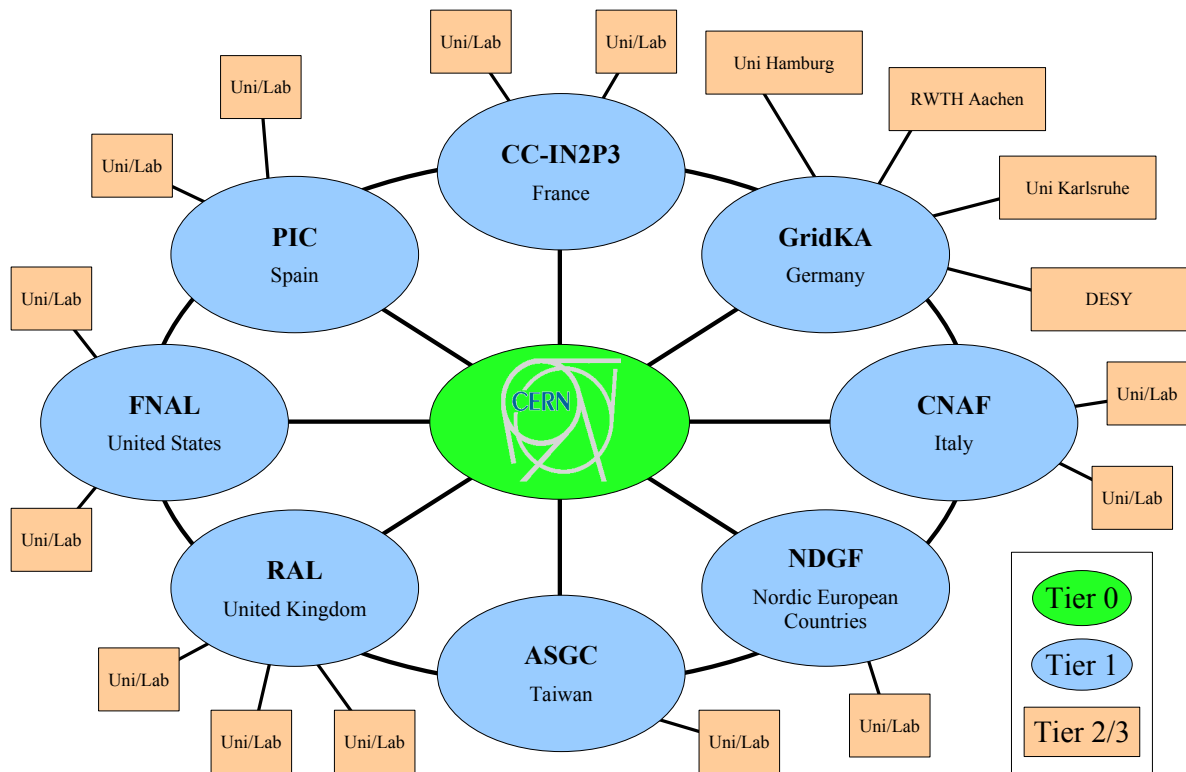 Uni/Lab
Uni/Lab
Uni Hamburg
Uni/Lab
RWTH Aachen
Uni/Lab
CC-IN2P3
France
Uni Karlsruhe
PIC
Spain
GridKA
Germany
Uni/Lab
DESY
CERN
Uni/Lab
FNAL
United States
CNAF
Italy
Uni/Lab
Uni/Lab
RAL
United Kingdom
NDGF
Nordic European
Countries
Tier 0
ASGC
Taiwan
Tier 1
Uni/Lab
Uni/Lab
Uni/Lab
Uni/Lab
Uni/Lab
Tier 2/3